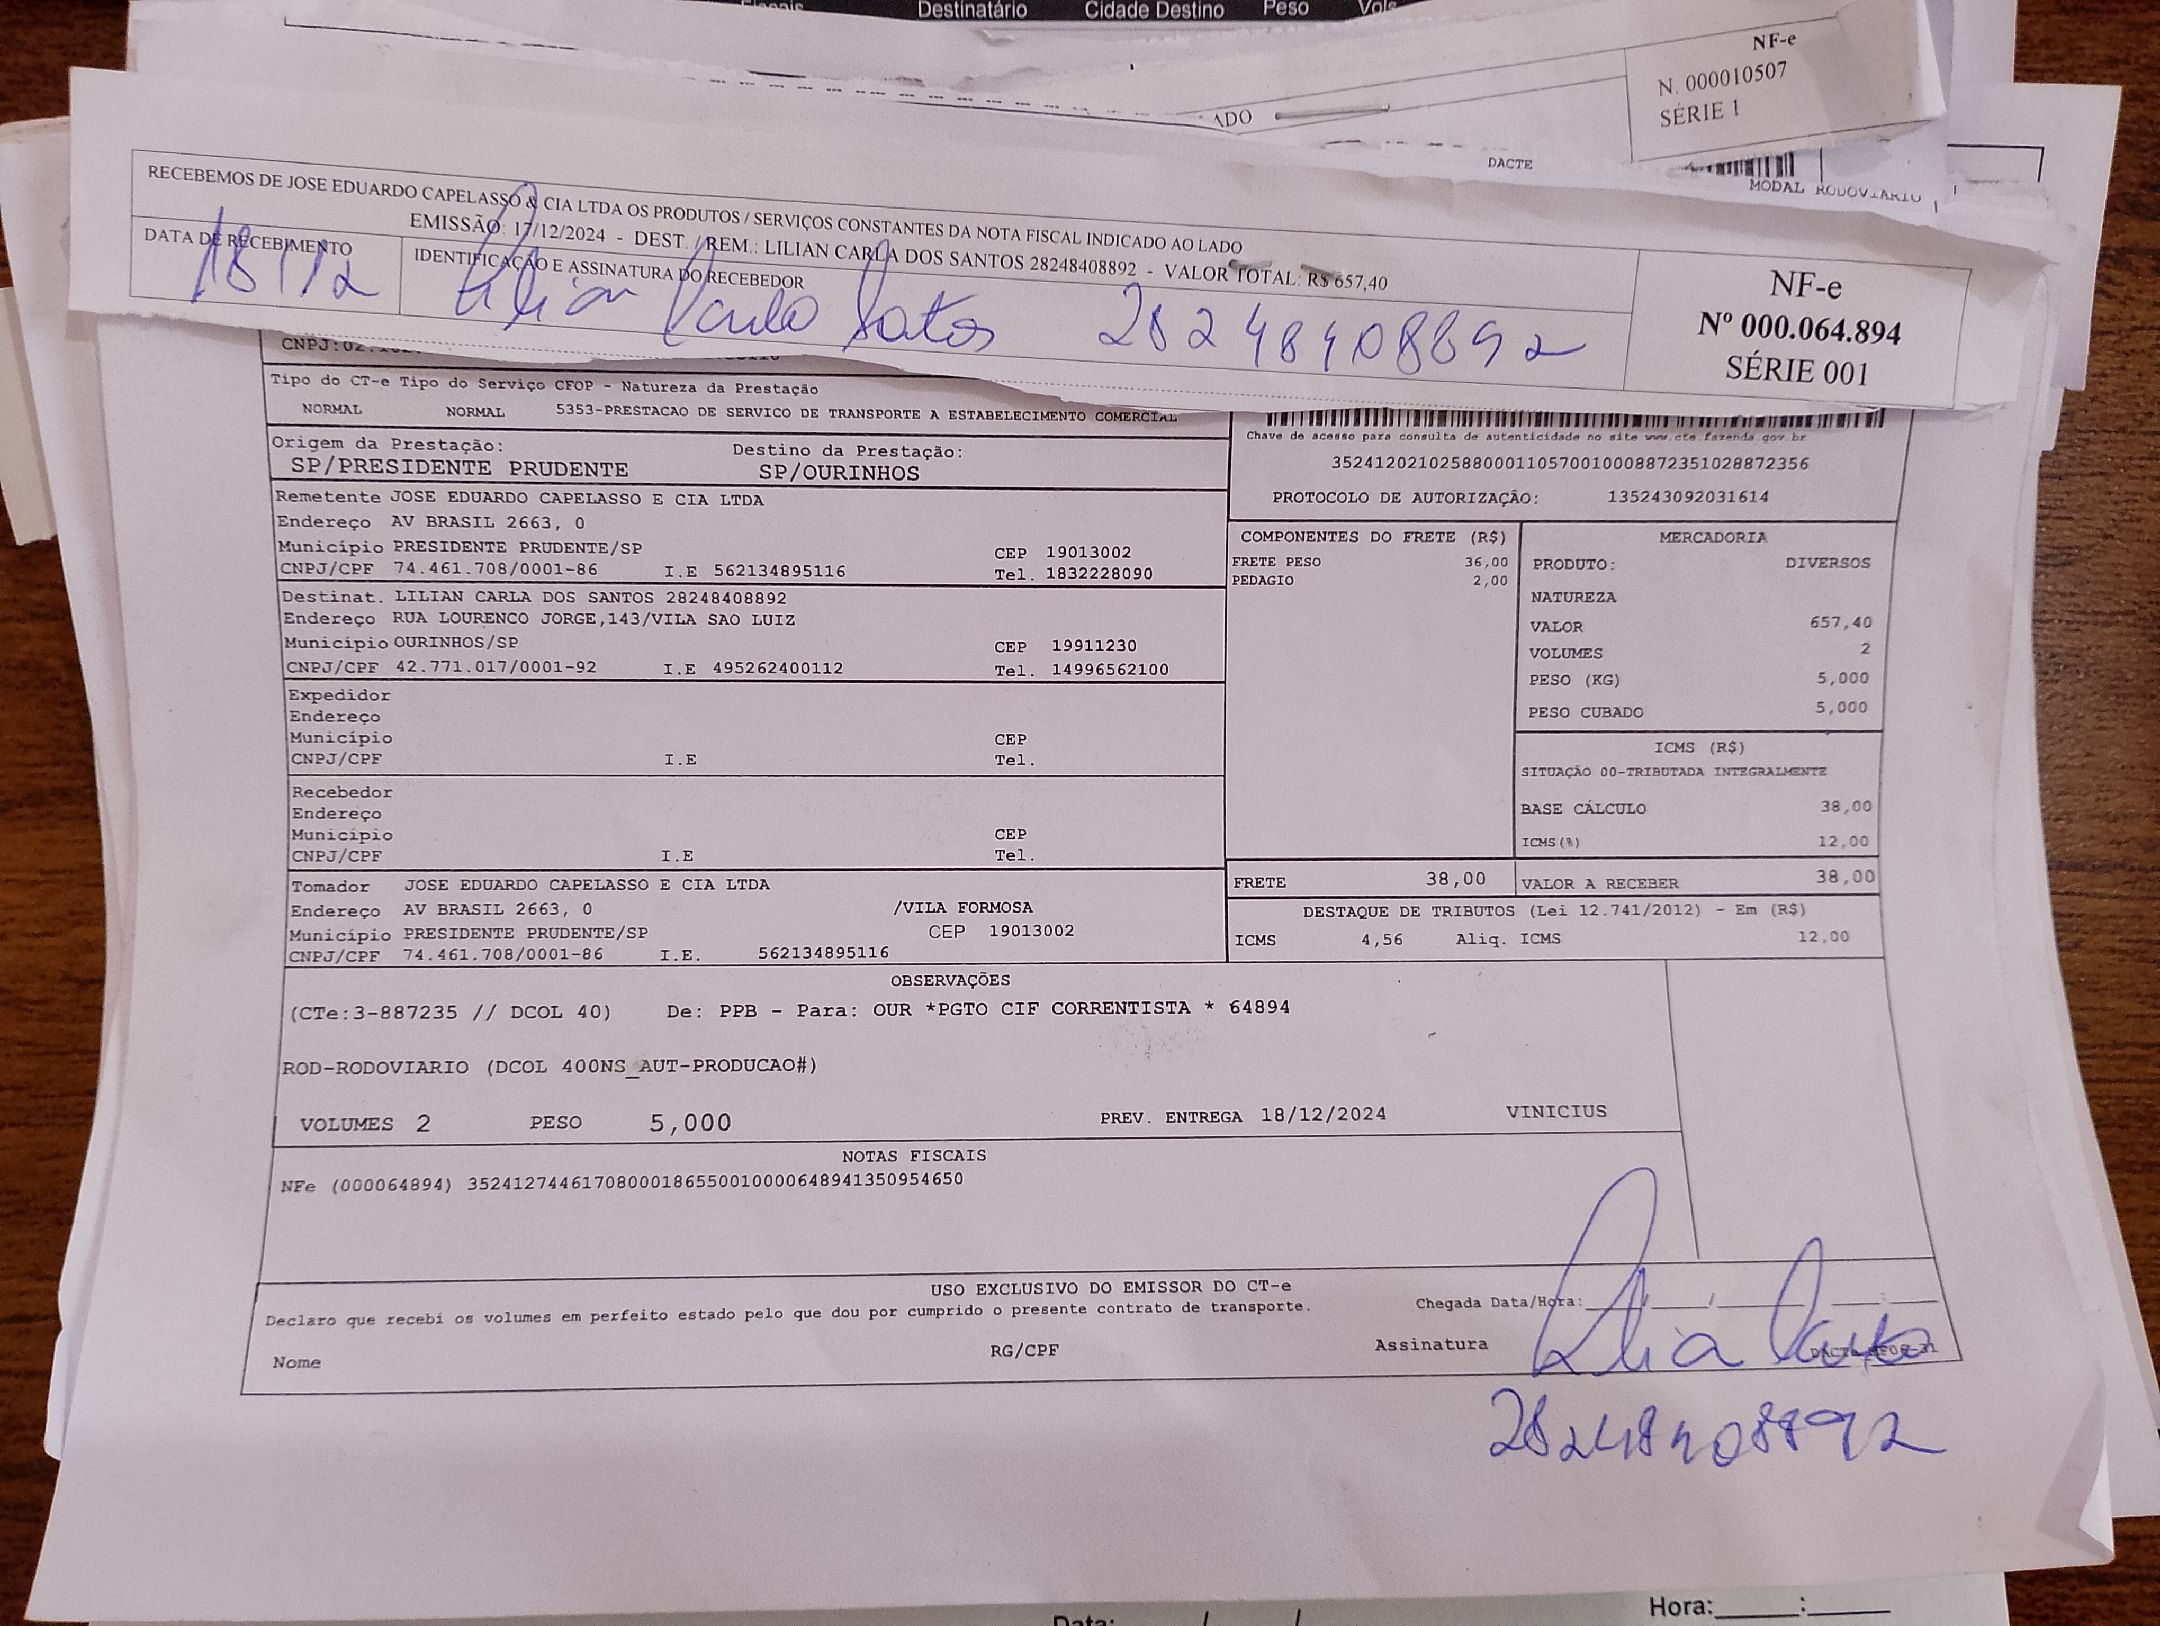 Destinatário Cidade Destino Peso
NF-e
N. 000010507
SÉRIE 1
ADO
DACTE
MODAL RODOVIARIO
RECEBEMOS DE JOSE EDUARDO CAPELASSO & CIA LTDA OS PRODUTOS / SERVIÇOS CONSTANTES DA NOTA FISCAL INDICADO AO LADO
EMISSÃO: 17/12/2024 - DEST. / REM.: LILIAN CARLA DOS SANTOS 28248408892 - VALOR TOTAL: R$ 657,40
DATA DE RECEBIMENTO
18/12
IDENTIFICAÇÃO E ASSINATURA DO RECEBEDOR
Lilian Carla Satos 28248408892
NF-e
Nº 000.064.894
SÉRIE 001
Tipo do CT-e Tipo do Serviço CFOP - Natureza da Prestação
NORMAL NORMAL 5353-PRESTACAO DE SERVICO DE TRANSPORTE A ESTABELECIMENTO COMERCIAL
Origem da Prestação: Destino da Prestação:
SP/PRESIDENTE PRUDENTE SP/OURINHOS
Chave de acesso para consulta de autenticidade no site www.cte.fazenda.gov.br
35241202102588000110570010008872351028872356
PROTOCOLO DE AUTORIZAÇÃO: 135243092031614
Remetente JOSE EDUARDO CAPELASSO E CIA LTDA
Endereço AV BRASIL 2663, 0
Município PRESIDENTE PRUDENTE/SP CEP 19013002
CNPJ/CPF 74.461.708/0001-86 I.E 562134895116 Tel. 1832228090
Destinat. LILIAN CARLA DOS SANTOS 28248408892
Endereço RUA LOURENCO JORGE,143/VILA SAO LUIZ
Município OURINHOS/SP CEP 19911230
CNPJ/CPF 42.771.017/0001-92 I.E 495262400112 Tel. 14996562100
Expedidor
Endereço
Município CEP
CNPJ/CPF I.E Tel.
Recebedor
Endereço
Município CEP
CNPJ/CPF I.E Tel.
Tomador JOSE EDUARDO CAPELASSO E CIA LTDA
Endereço AV BRASIL 2663, 0 /VILA FORMOSA
Município PRESIDENTE PRUDENTE/SP CEP 19013002
CNPJ/CPF 74.461.708/0001-86 I.E. 562134895116
COMPONENTES DO FRETE (R$)
FRETE PESO 36,00
PEDAGIO 2,00
MERCADORIA
PRODUTO: DIVERSOS
NATUREZA
VALOR 657,40
VOLUMES 2
PESO (KG) 5,000
PESO CUBADO 5,000
ICMS (R$)
SITUAÇÃO 00-TRIBUTADA INTEGRALMENTE
BASE CÁLCULO 38,00
ICMS(%) 12,00
FRETE 38,00 VALOR A RECEBER 38,00
DESTAQUE DE TRIBUTOS (Lei 12.741/2012) - Em (R$)
ICMS 4,56 Aliq. ICMS 12,00
OBSERVAÇÕES
(CTe:3-887235 // DCOL 40) De: PPB - Para: OUR *PGTO CIF CORRENTISTA * 64894
ROD-RODOVIARIO (DCOL 400NS_AUT-PRODUCAO#)
VOLUMES 2 PESO 5,000 PREV. ENTREGA 18/12/2024 VINICIUS
NOTAS FISCAIS
NFe (000064894) 35241274461708000186550010000648941350954650
USO EXCLUSIVO DO EMISSOR DO CT-e
Declaro que recebi os volumes em perfeito estado pelo que dou por cumprido o presente contrato de transporte. Chegada Data/Hora:
Nome RG/CPF Assinatura
28248408892
Data: / /
Hora: :